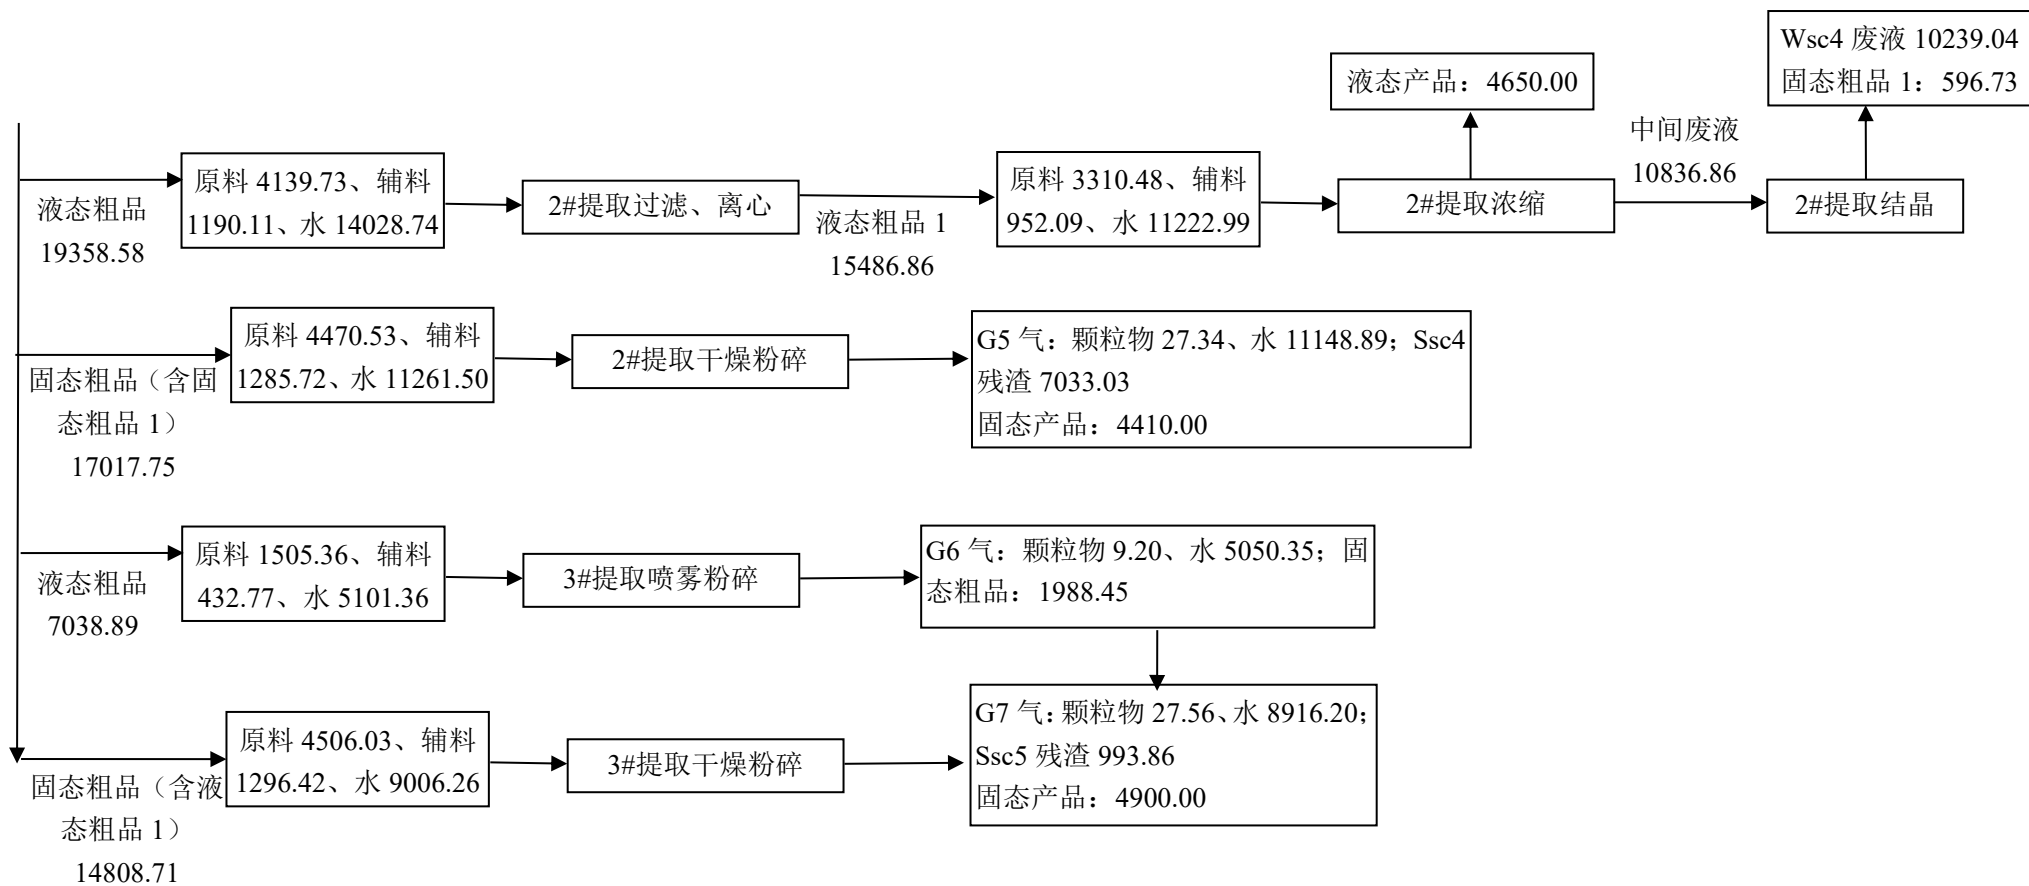 Wsc4 废液 10239.04
固态粗品 1：596.73
液态产品：4650.00
中间废液
10836.86
原料 4139.73、辅料
1190.11、水 14028.74
2#提取过滤、离心
原料 3310.48、辅料
952.09、水 11222.99
2#提取浓缩
2#提取结晶
液态粗品
19358.58
液态粗品 1
15486.86
原料 4470.53、辅料
1285.72、水 11261.50
2#提取干燥粉碎
G5 气：颗粒物 27.34、水 11148.89；Ssc4
残渣 7033.03
固态产品：4410.00
固态粗品（含固
态粗品 1）
17017.75
原料 1505.36、辅料
432.77、水 5101.36
3#提取喷雾粉碎
G6 气：颗粒物 9.20、水 5050.35；固
态粗品：1988.45
液态粗品
7038.89
原料 4506.03、辅料
1296.42、水 9006.26
3#提取干燥粉碎
G7 气：颗粒物 27.56、水 8916.20；
Ssc5 残渣 993.86
固态产品：4900.00
固态粗品（含液
态粗品 1）
14808.71